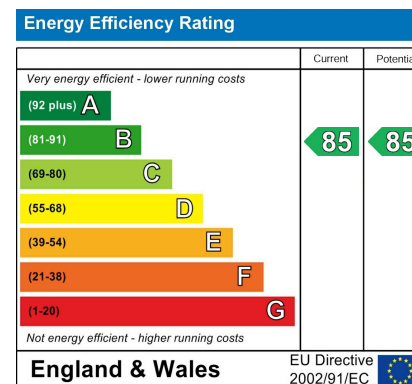 Energy Efficiency Rating
Current Potentia
Very energy efficient - lower running costs
(92 plus) A
(81-91) B 85 85
(69-80) C
(55-68) D
(39-54) E
(21-38) F
(1-20) G
Not energy efficient - higher running costs
England & Wales
EU Directive
2002/91/EC